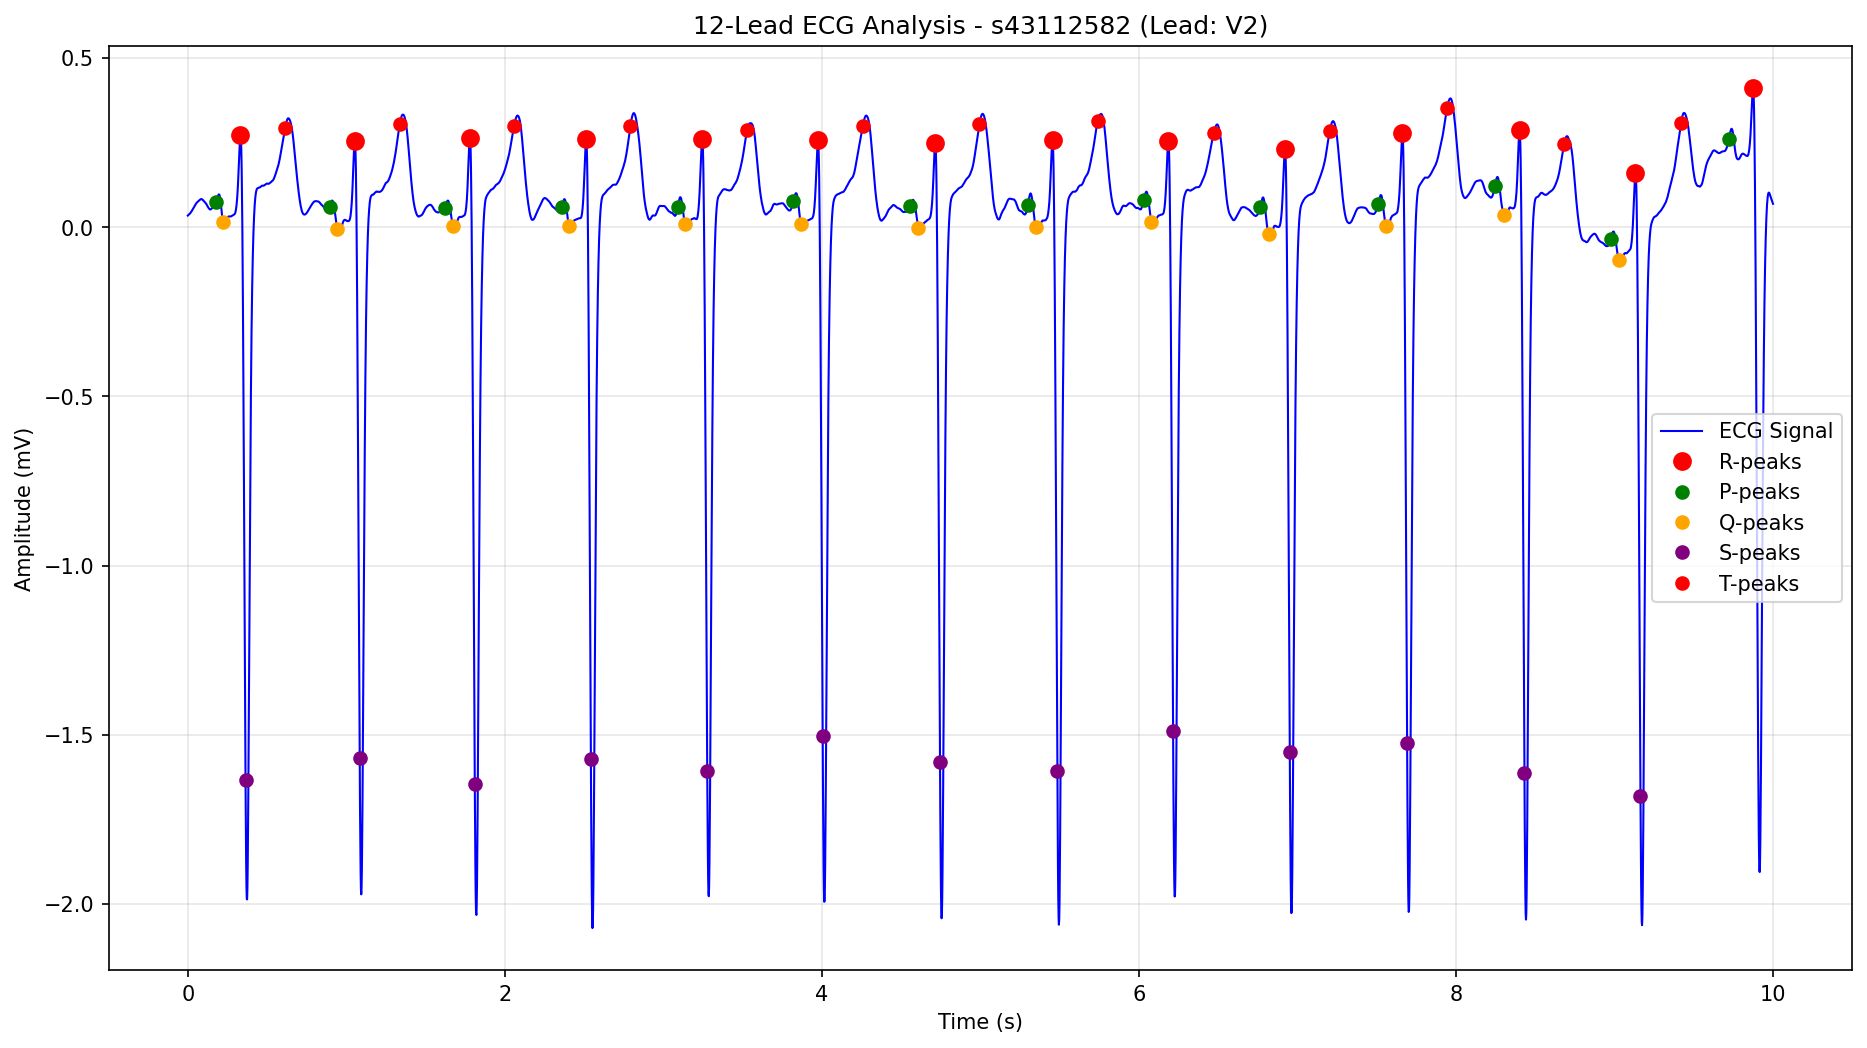 12-Lead ECG Analysis - s43112582 (Lead: V2)
0.5
0.0
−0.5
−1.0
−1.5
−2.0
Amplitude (mV)
ECG Signal
R-peaks
P-peaks
Q-peaks
S-peaks
T-peaks
0 2 4 6 8 10
Time (s)